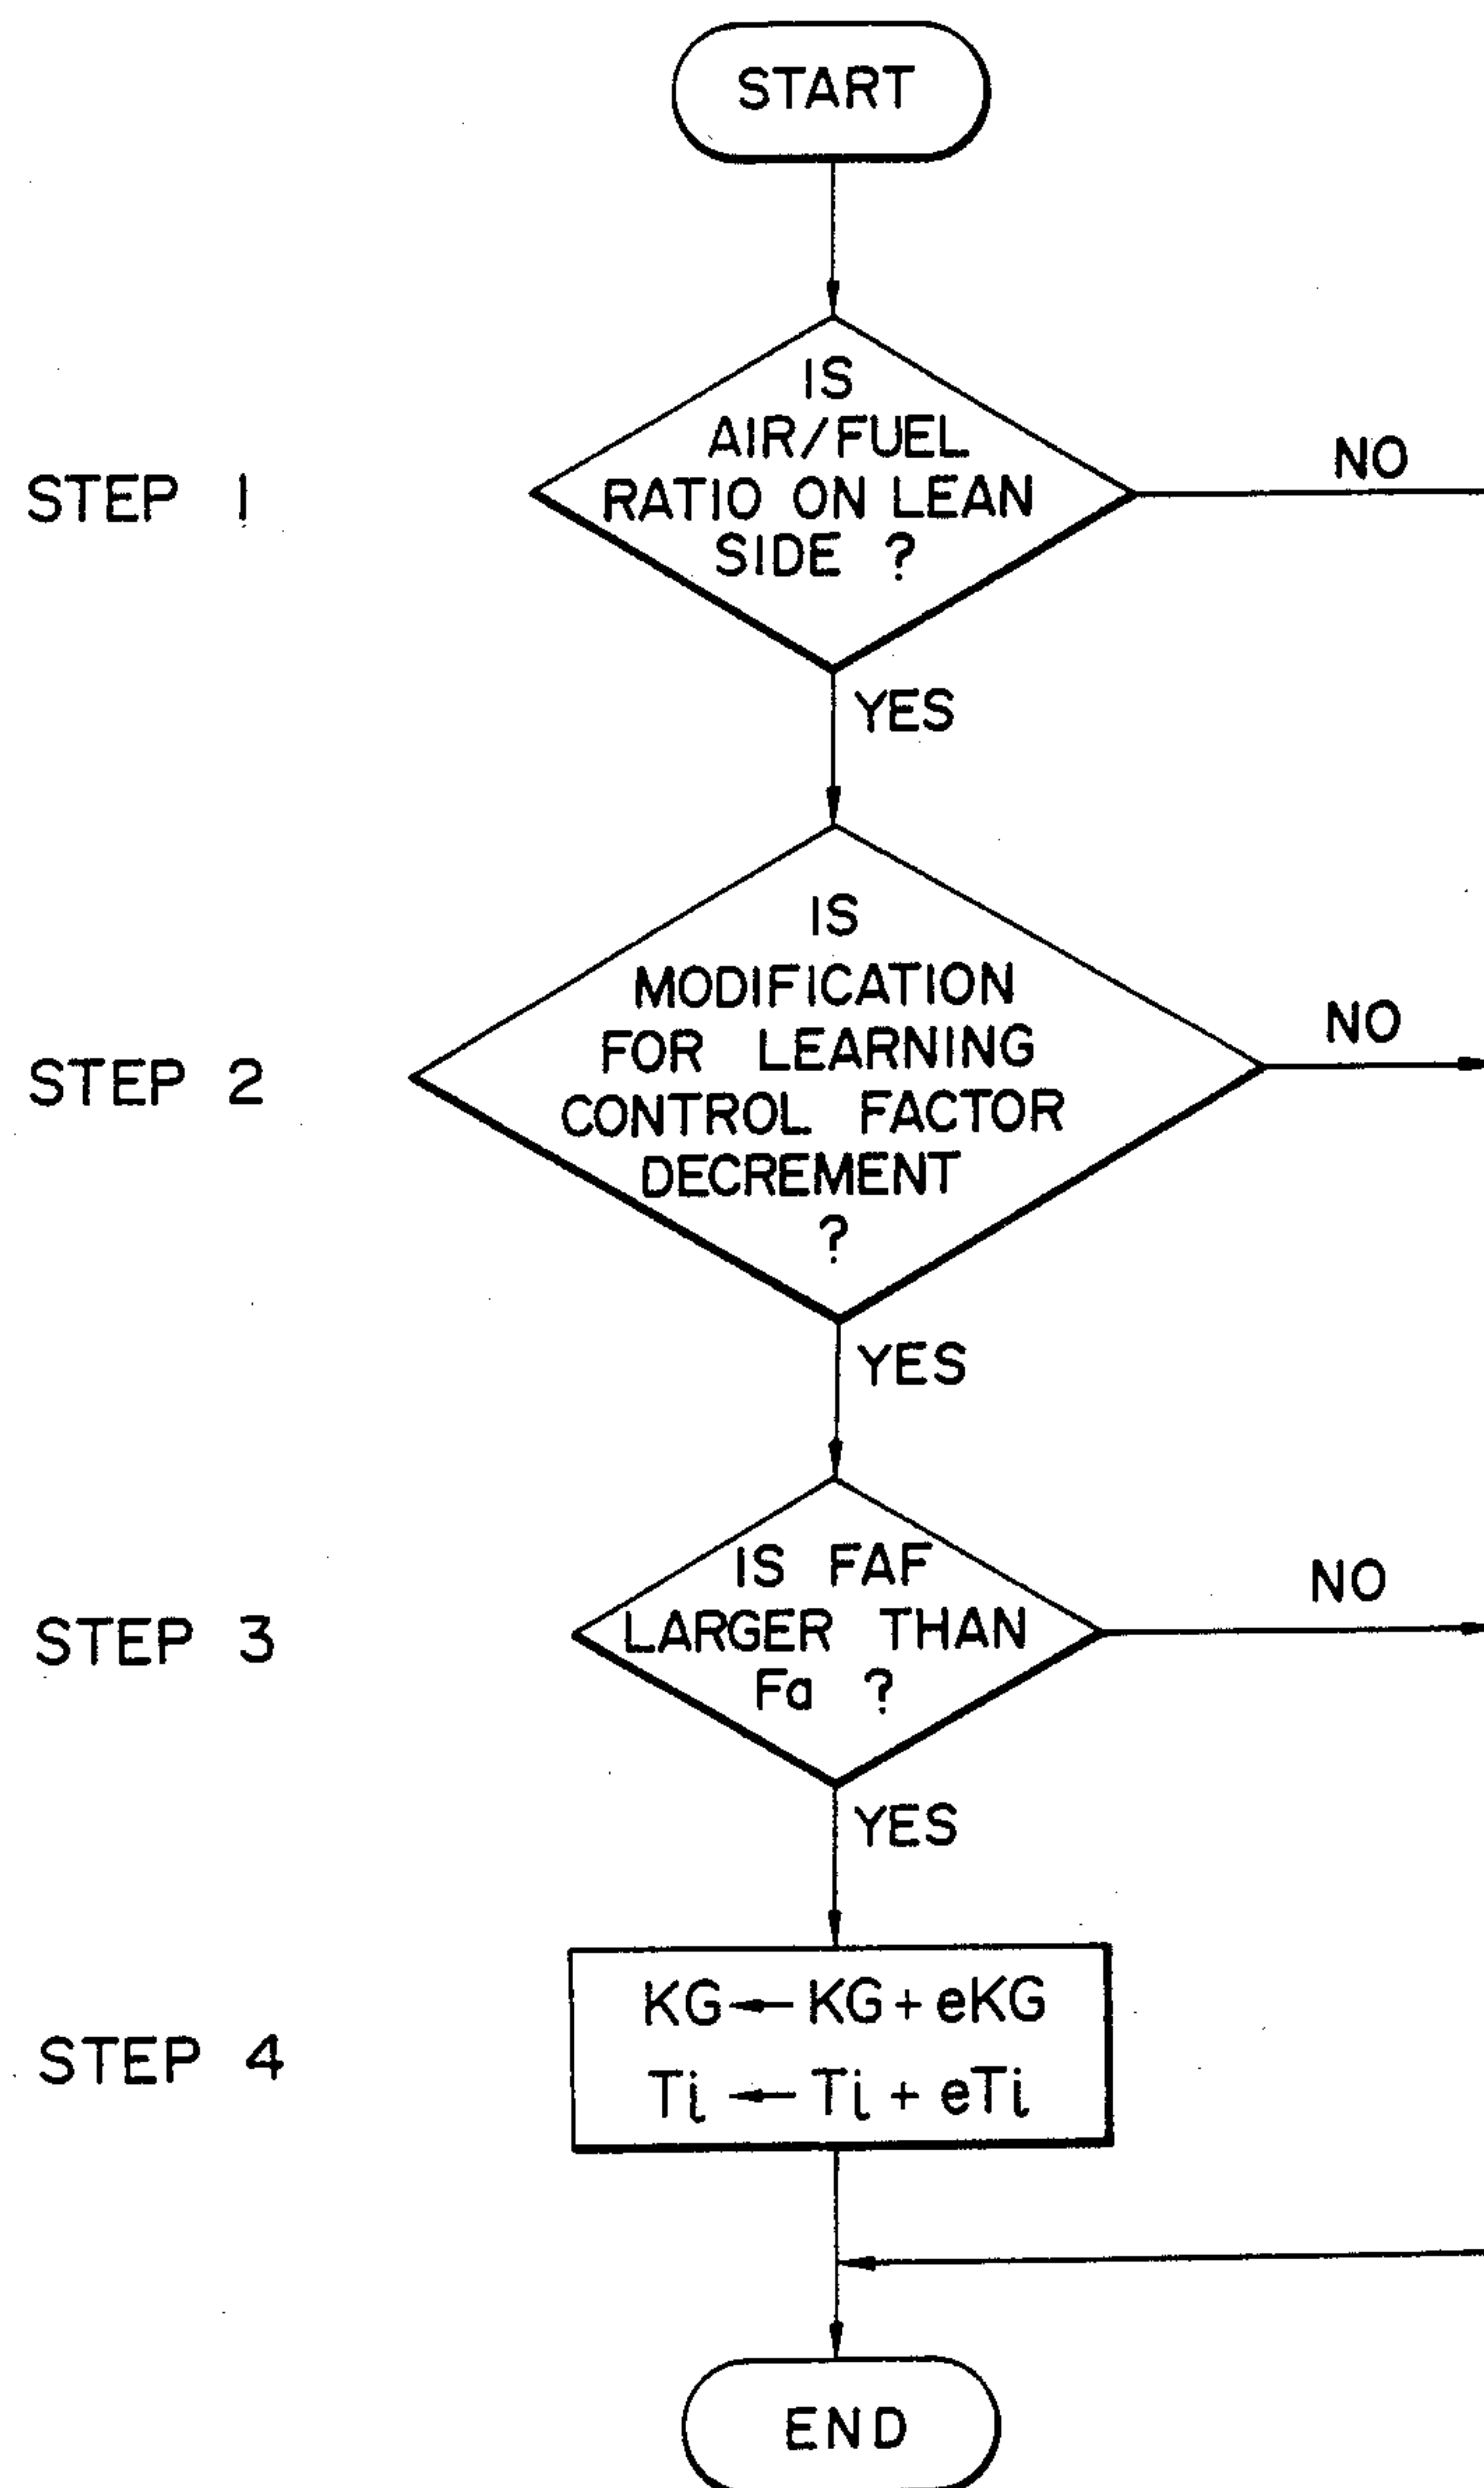 START
IS
AIR/FUEL
RATIO ON LEAN
SIDE ?
NO
STEP 1
YES
IS
MODIFICATION
FOR LEARNING
CONTROL FACTOR
DECREMENT
?
NO
STEP 2
YES
IS FAF
LARGER THAN
Fa ?
NO
STEP 3
YES
KG ← KG + eKG
Ti ← Ti + eTi
STEP 4
END